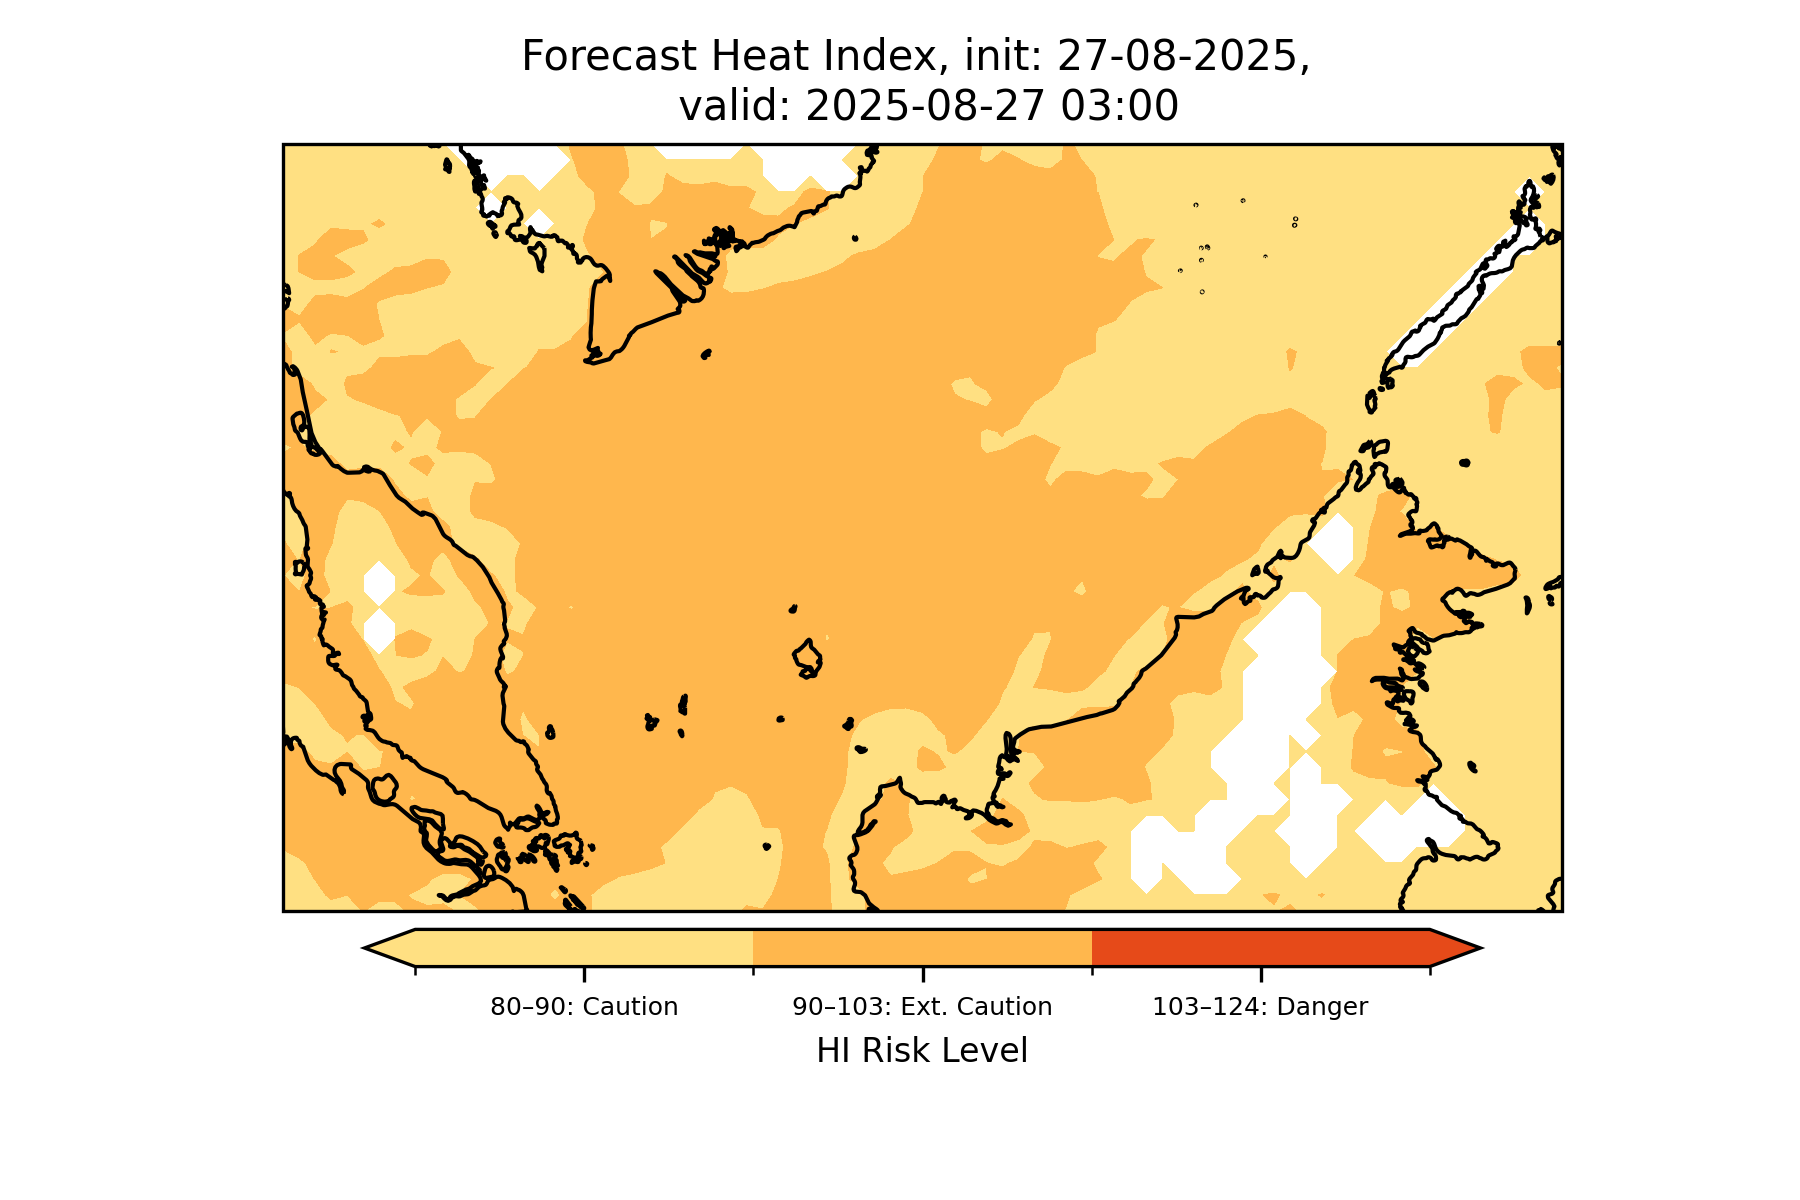 Forecast Heat Index, init: 27-08-2025,
valid: 2025-08-27 03:00
80–90: Caution
90–103: Ext. Caution
103–124: Danger
HI Risk Level